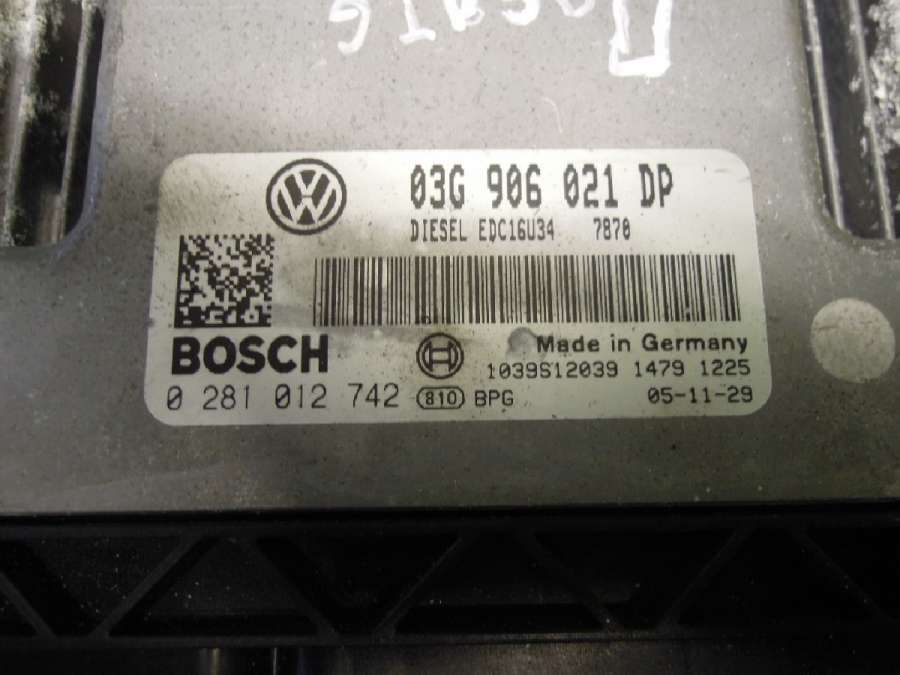 03G 906 021 DP
DIESEL EDC16U34 7870
BOSCH
Made in Germany
1039S12039 1479 1225
0 281 012 742 810 BPG 05-11-29